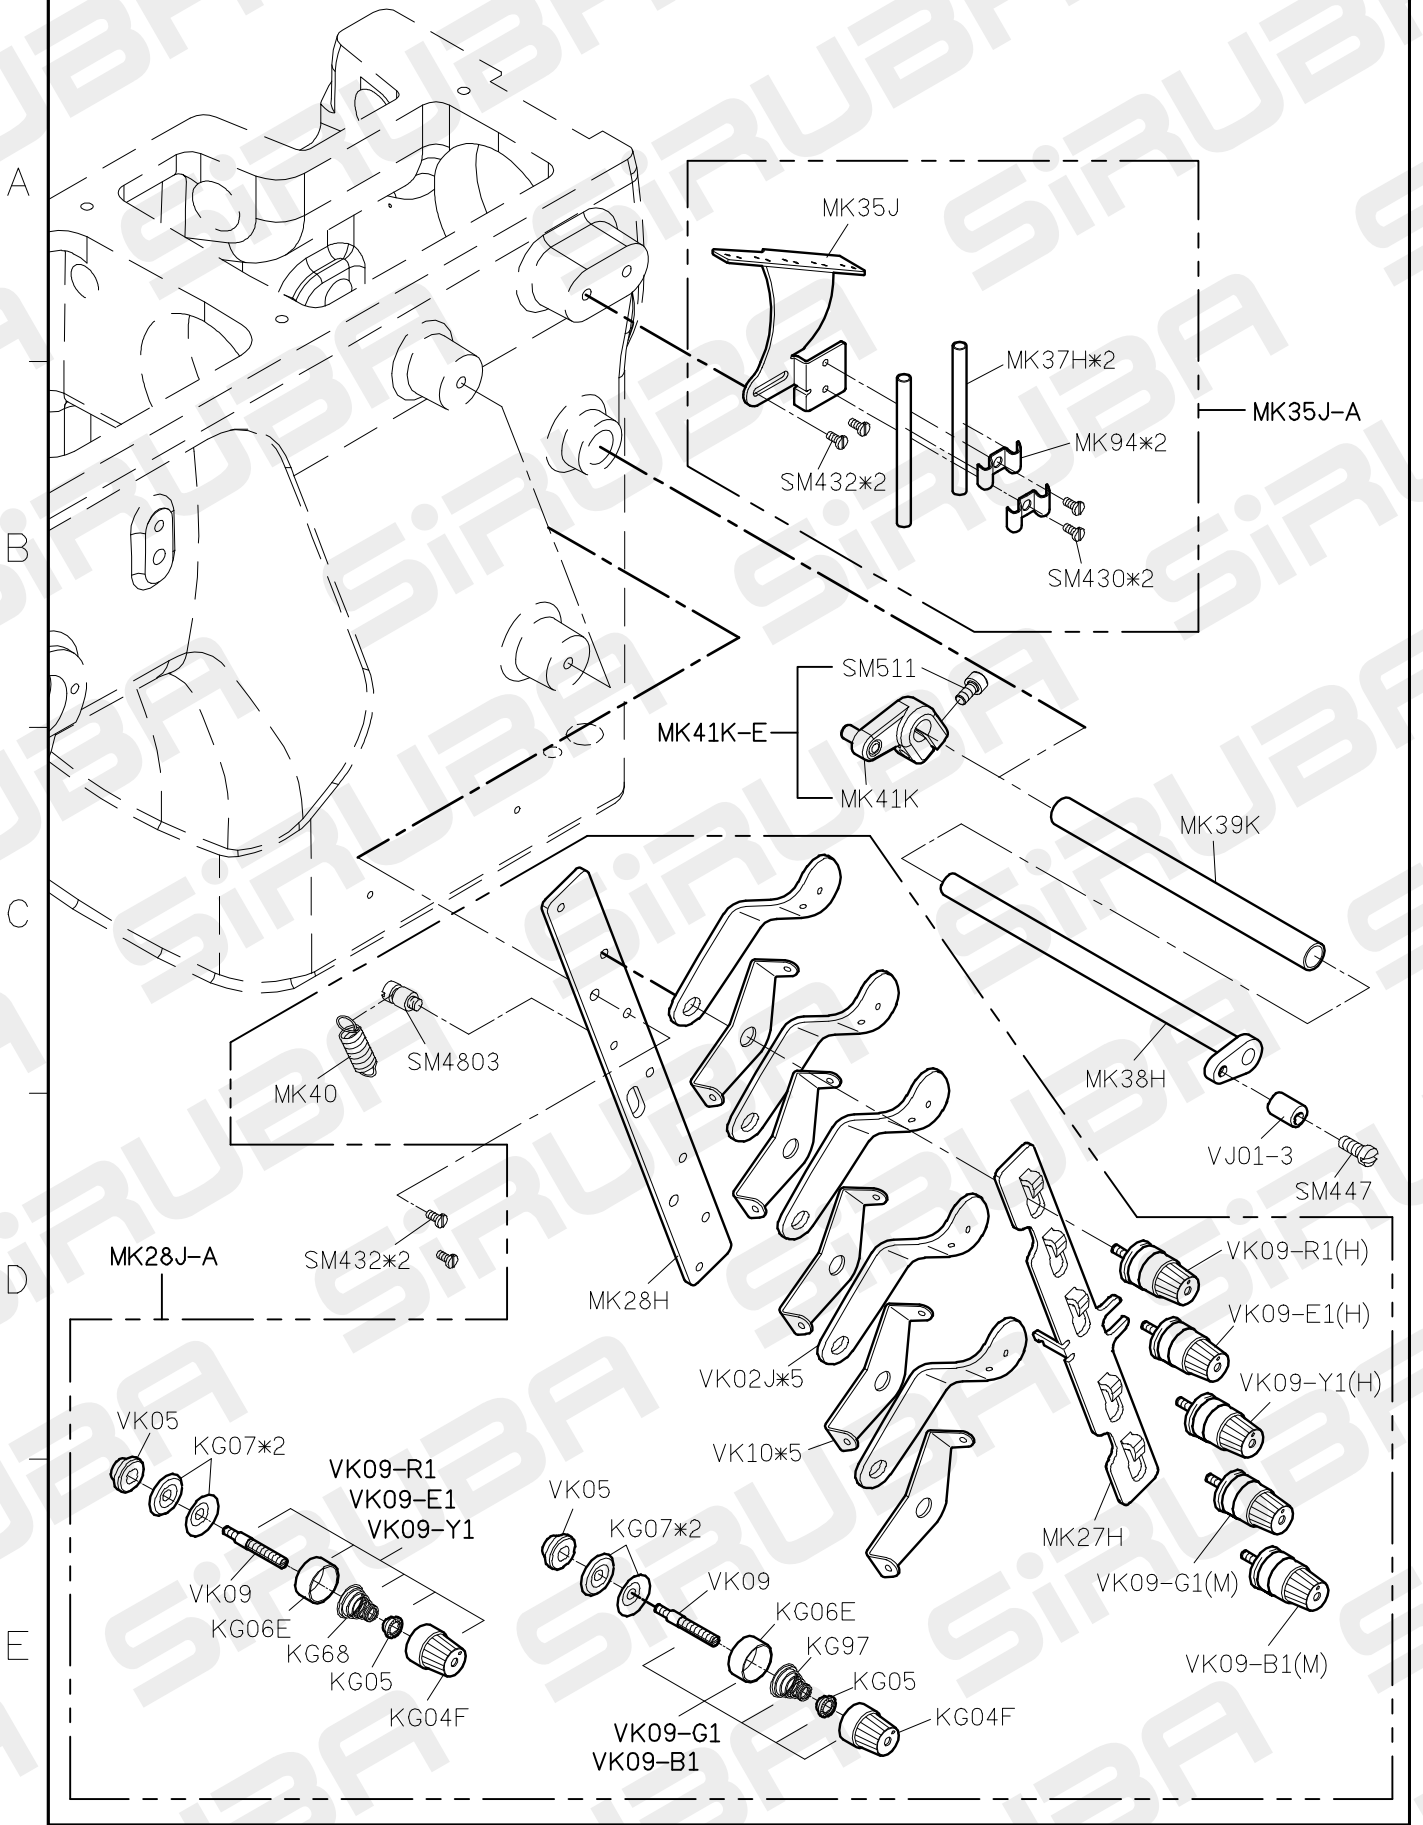 SiRUBA
A
MK35J
MK37H*2
MK35J-A
MK94*2
SM432*2
B
SM430*2
SM511
MK41K-E
MK41K
MK39K
C
SM4803
MK40
MK38H
VJ01-3
SM447
D
MK28J-A
SM432*2
MK28H
VK09-R1(H)
VK09-E1(H)
VK02J*5
VK09-Y1(H)
VK10*5
MK27H
VK09-G1(M)
VK09-B1(M)
VK05
KG07*2
VK09-R1
VK09-E1
VK09-Y1
VK09
KG06E
KG68
KG05
KG04F
E
VK05
KG07*2
VK09
KG06E
KG97
KG05
KG04F
VK09-G1
VK09-B1